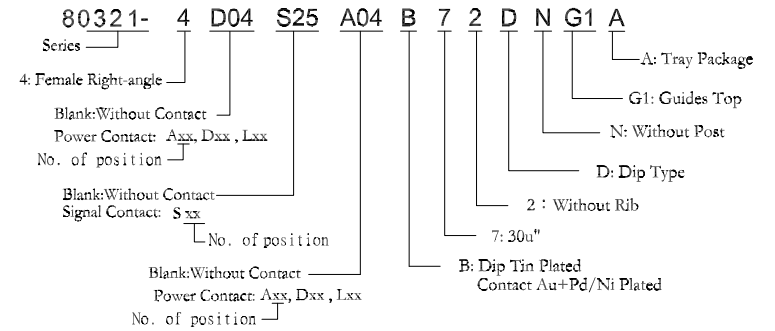 80321- 4 D04 S25 A04 B 7 2 D N G1 A
Series
A: Tray Package
4: Female Right-angle
G1: Guides Top
Blank:Without Contact
Power Contact: Axx, Dxx , Lxx
N: Without Post
No. of position
D: Dip Type
Blank:Without Contact
Signal Contact: S xx
2 : Without Rib
No. of position
7: 30u"
Blank:Without Contact
B: Dip Tin Plated
Contact Au+Pd/Ni Plated
Power Contact: Axx, Dxx , Lxx
No. of position